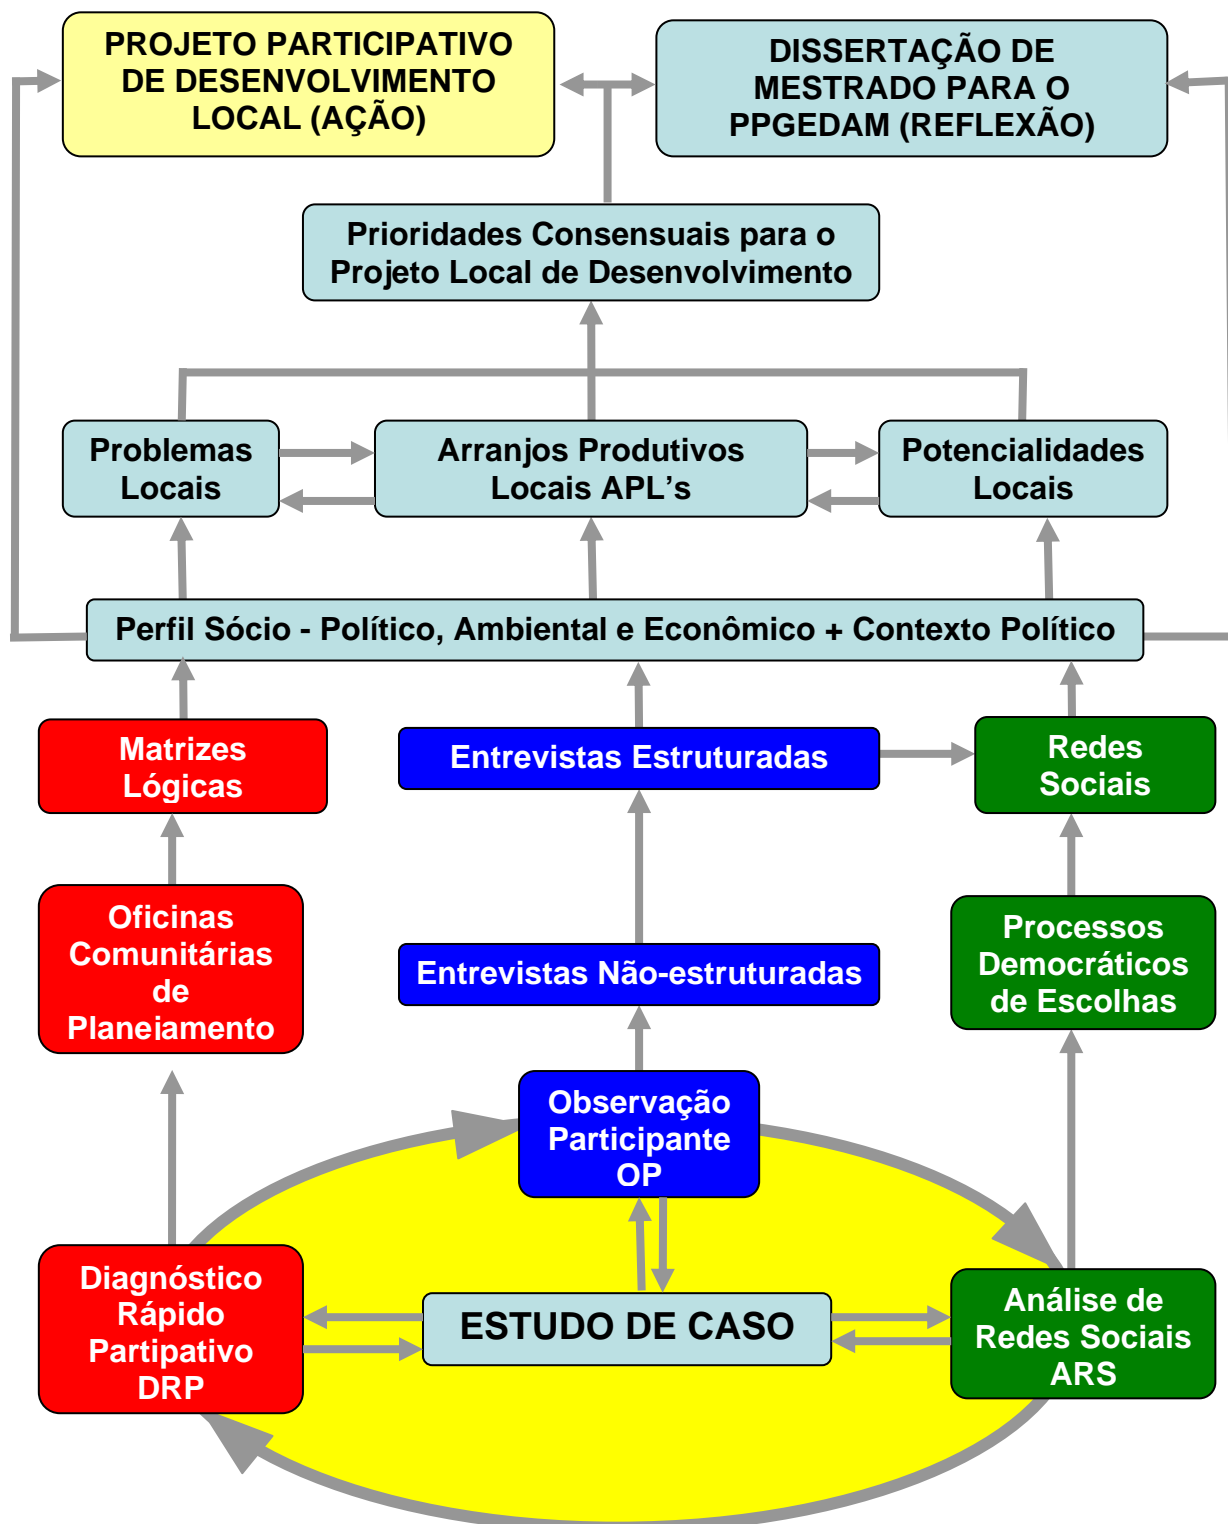 PROJETO PARTICIPATIVO
DE DESENVOLVIMENTO
LOCAL (AÇÃO)
DISSERTAÇÃO DE
MESTRADO PARA O
PPGEDAM (REFLEXÃO)
Prioridades Consensuais para o
Projeto Local de Desenvolvimento
Problemas
Locais
Arranjos Produtivos
Locais APL's
Potencialidades
Locais
Perfil Sócio - Político, Ambiental e Econômico + Contexto Político
Matrizes
Lógicas
Entrevistas Estruturadas
Redes
Sociais
Oficinas
Comunitárias
de
Planejamento
Entrevistas Não-estruturadas
Processos
Democráticos
de Escolhas
Observação
Participante
OP
Diagnóstico
Rápido
Partipativo
DRP
ESTUDO DE CASO
Análise de
Redes Sociais
ARS